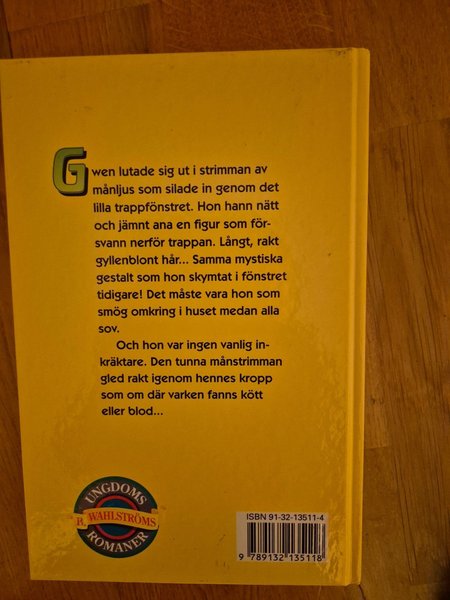 Gwen lutade sig ut i strimman av
månljus som silade in genom det
lilla trappfönstret. Hon hann nätt
och jämnt ana en figur som för-
svann nerför trappan. Långt, rakt
gyllenblont hår... Samma mystiska
gestalt som hon skymtat i fönstret
tidigare! Det måste vara hon som
smög omkring i huset medan alla
sov.
Och hon var ingen vanlig in-
kräktare. Den tunna månstrimman
gled rakt igenom hennes kropp
som om där varken fanns kött
eller blod...
UNGDOMS
B. WAHLSTRÖMS
ROMANER
ISBN 91-32-13511-4
9 789132 135118